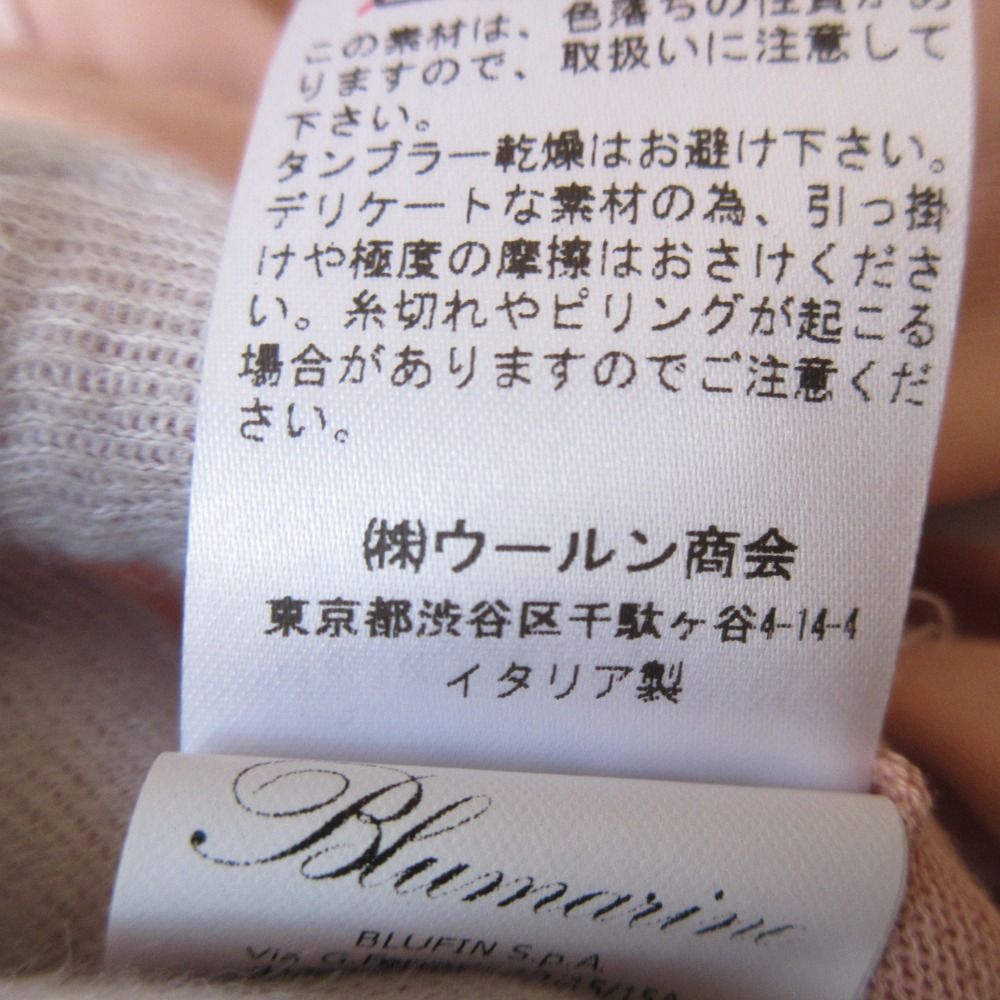 この素材は、色落ちの性質があ
りますので、取扱いに注意して
下さい。
タンブラー乾燥はお避け下さい。
デリケートな素材の為、引っ掛
けや極度の摩擦はおさけくださ
い。糸切れやピリングが起こる
場合がありますのでご注意くだ
さい。
㈱ウールン商会
東京都渋谷区千駄ヶ谷4-14-4
イタリア製
Blumarine
BLUFIN S.p.A.
Via G.